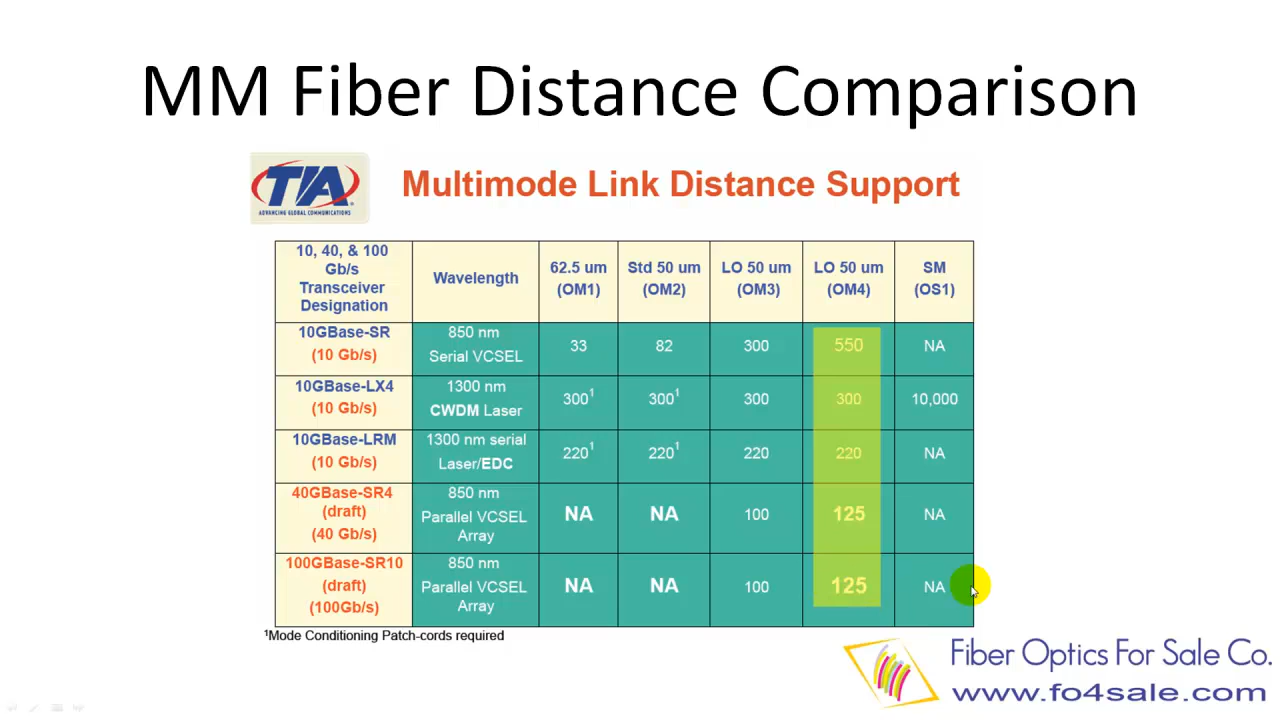 MM Fiber Distance Comparison
TIA
ADVANCING GLOBAL COMMUNICATIONS
Multimode Link Distance Support
10, 40, & 100
Gb/s
Transceiver
Designation
Wavelength
62.5 um
(OM1)
Std 50 um
(OM2)
LO 50 um
(OM3)
LO 50 um
(OM4)
SM
(OS1)
10GBase-SR
(10 Gb/s)
850 nm
Serial VCSEL
33
82
300
550
NA
10GBase-LX4
(10 Gb/s)
1300 nm
CWDM Laser
300¹
300¹
300
300
10,000
10GBase-LRM
(10 Gb/s)
1300 nm serial
Laser/EDC
220¹
220¹
220
220
NA
40GBase-SR4
(draft)
(40 Gb/s)
850 nm
Parallel VCSEL
Array
NA
NA
100
125
NA
100GBase-SR10
(draft)
(100Gb/s)
850 nm
Parallel VCSEL
Array
NA
NA
100
125
NA
¹Mode Conditioning Patch-cords required
Fiber Optics For Sale Co.
www.fo4sale.com